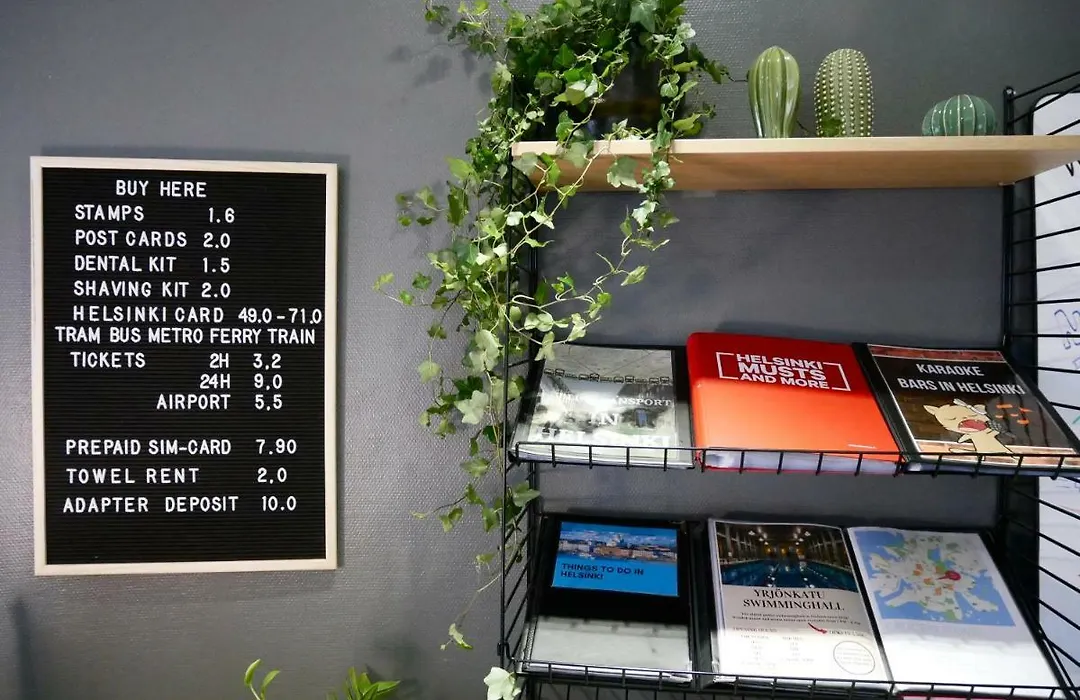 BUY HERE
STAMPS 1.6
POST CARDS 2.0
DENTAL KIT 1.5
SHAVING KIT 2.0
HELSINKI CARD 49.0-71.0
TRAM BUS METRO FERRY TRAIN
TICKETS 2H 3,2
24H 9,0
AIRPORT 5,5
PREPAID SIM-CARD 7.90
TOWEL RENT 2.0
ADAPTER DEPOSIT 10.0
IN
HELSINKI
HELSINKI
MUSTS
AND MORE
KARAOKE
BARS IN HELSINKI
THINGS TO DO IN
HELSINKI
YRJÖNKATU
SWIMMINGHALL